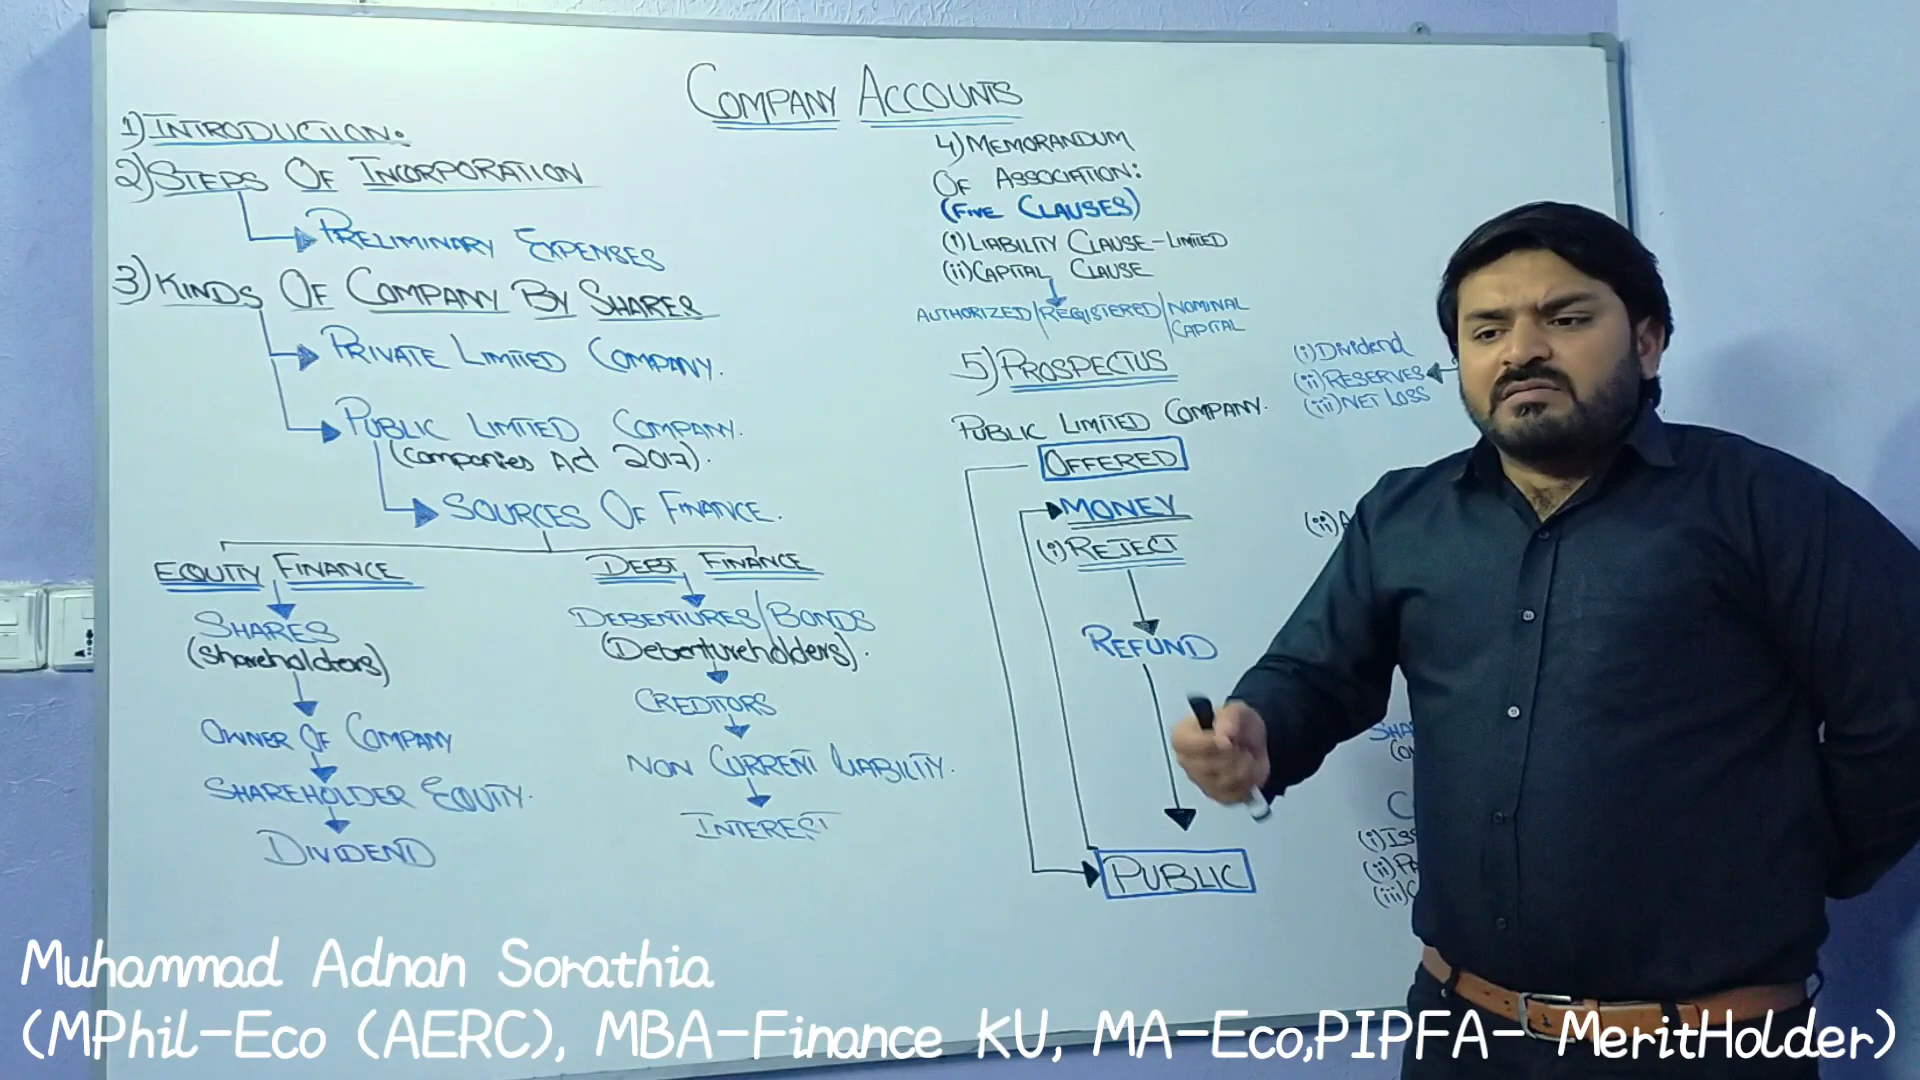 COMPANY ACCOUNTS
1) INTRODUCTION:
2) STEPS OF INCORPORATION
PRELIMINARY EXPENSES
3) KINDS OF COMPANY BY SHARES
PRIVATE LIMITED COMPANY.
PUBLIC LIMITED COMPANY.
(Companies Act 2017).
SOURCES OF FINANCE.
EQUITY FINANCE
SHARES
(Shareholders)
OWNER OF COMPANY
SHAREHOLDER EQUITY.
DIVIDEND
DEBT FINANCE
DEBENTURES/BONDS
(Debentureholders).
CREDITORS
NON CURRENT LIABILITY.
INTEREST
4) MEMORANDUM
OF ASSOCIATION:
(FIVE CLAUSES)
(i) LIABILITY CLAUSE-LIMITED
(ii) CAPITAL CLAUSE
AUTHORIZED/REGISTERED/NOMINAL
CAPITAL
5) PROSPECTUS
PUBLIC LIMITED COMPANY.
OFFERED
MONEY
(i) REJECT
REFUND
PUBLIC
(i) Dividend
(ii) RESERVES
(iii) NET LOSS
(ii)
(i)
(ii)
(iii)
Muhammad Adnan Sorathia
(MPhil-Eco (AERC), MBA-Finance KU, MA-Eco,PIPFA- MeritHolder)